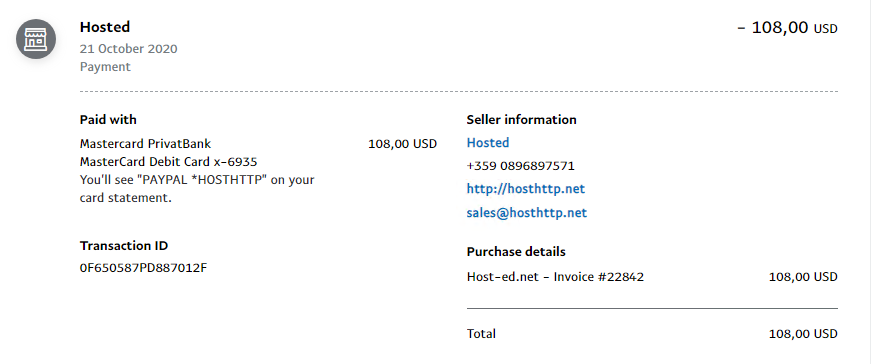 Hosted
- 108,00 USD
21 October 2020
Payment
Paid with
Mastercard PrivatBank 108,00 USD
MasterCard Debit Card x-6935
You'll see "PAYPAL *HOSTHTTP" on your
card statement.
Transaction ID
0F650587PD887012F
Seller information
Hosted
+359 0896897571
http://hosthttp.net
sales@hosthttp.net
Purchase details
Host-ed.net - Invoice #22842 108,00 USD
Total 108,00 USD